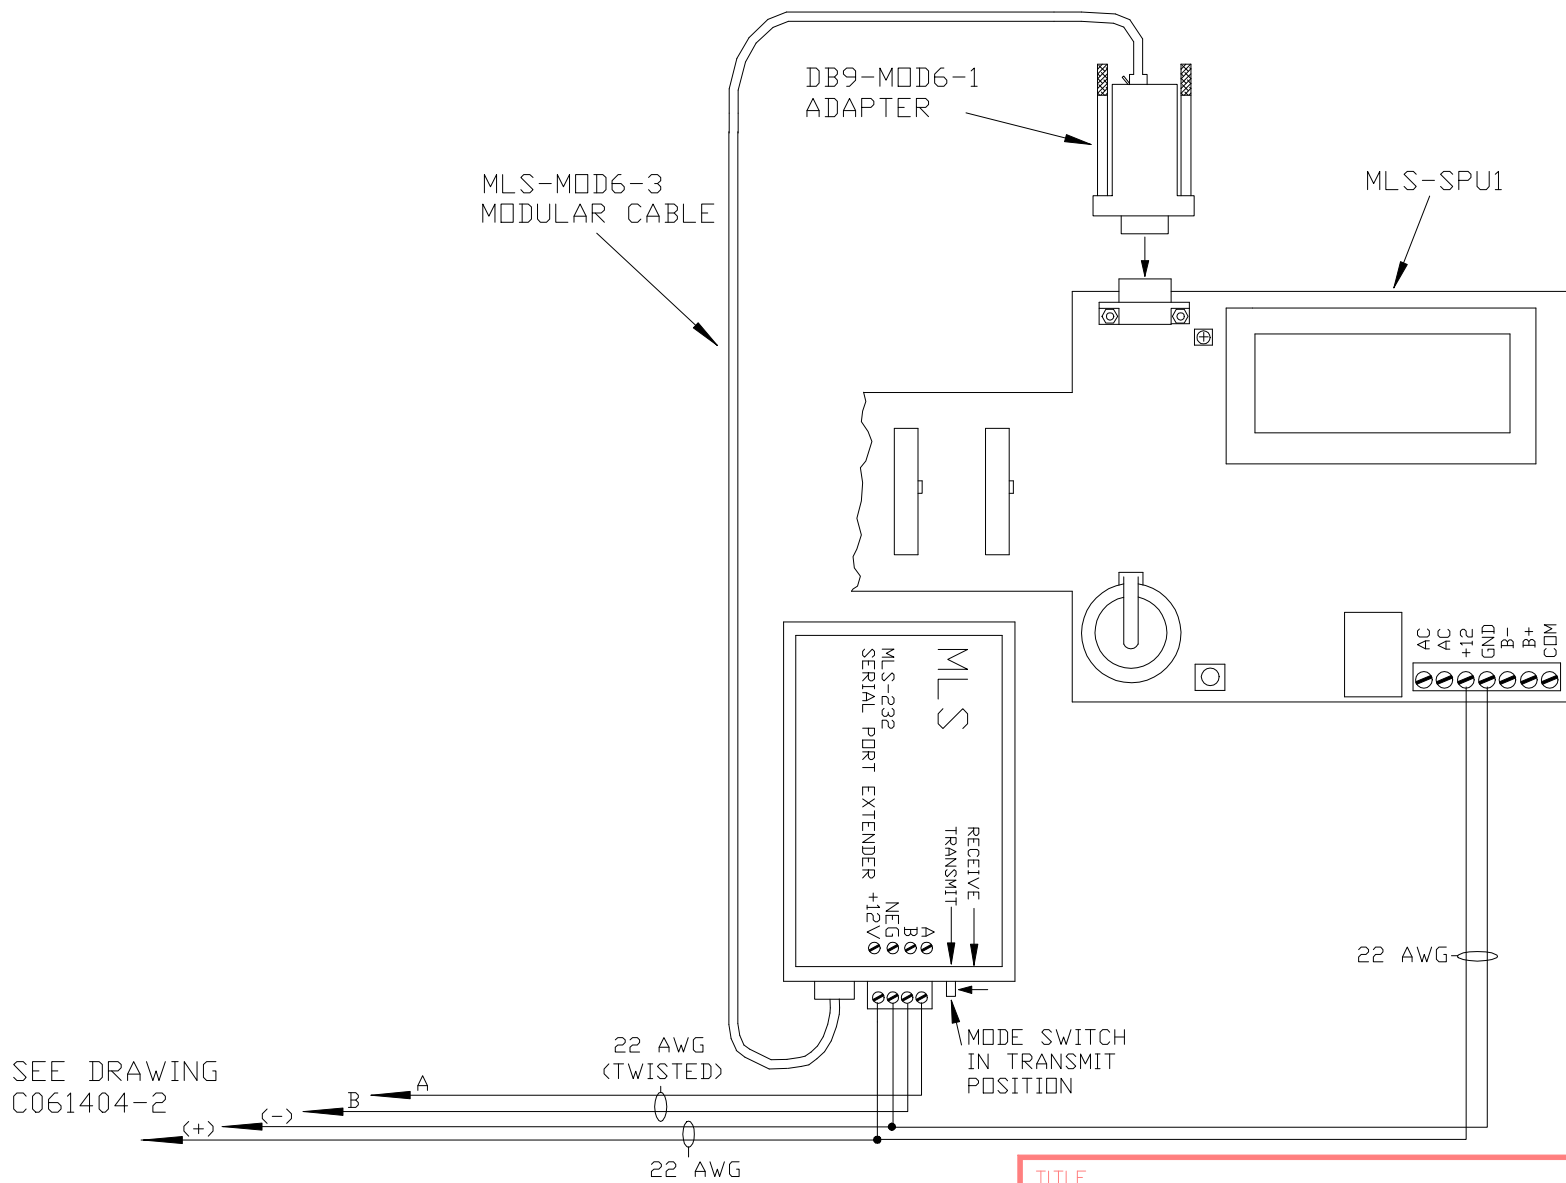 DB9-MOD6-1
ADAPTER
MLS-MOD6-3
MODULAR CABLE
MLS-SPU1
AC
AC
+12
GND
B-
B+
COM
MLS
MLS-232
SERIAL PORT EXTENDER
RECEIVE
TRANSMIT
+12V
NEG
B
A
22 AWG
MODE SWITCH
IN TRANSMIT
POSITION
22 AWG
(TWISTED)
SEE DRAWING
C061404-2
A
B
(-)
(+)
22 AWG
TITLE